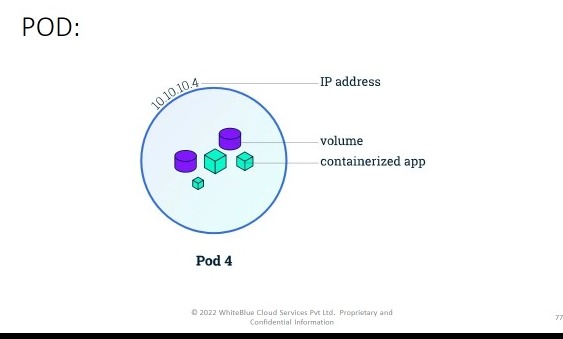 POD:
10.10.10.4
IP address
volume
containerized app
Pod 4
© 2022 WhiteBlue Cloud Services Pvt Ltd. Proprietary and
Confidential Information
77